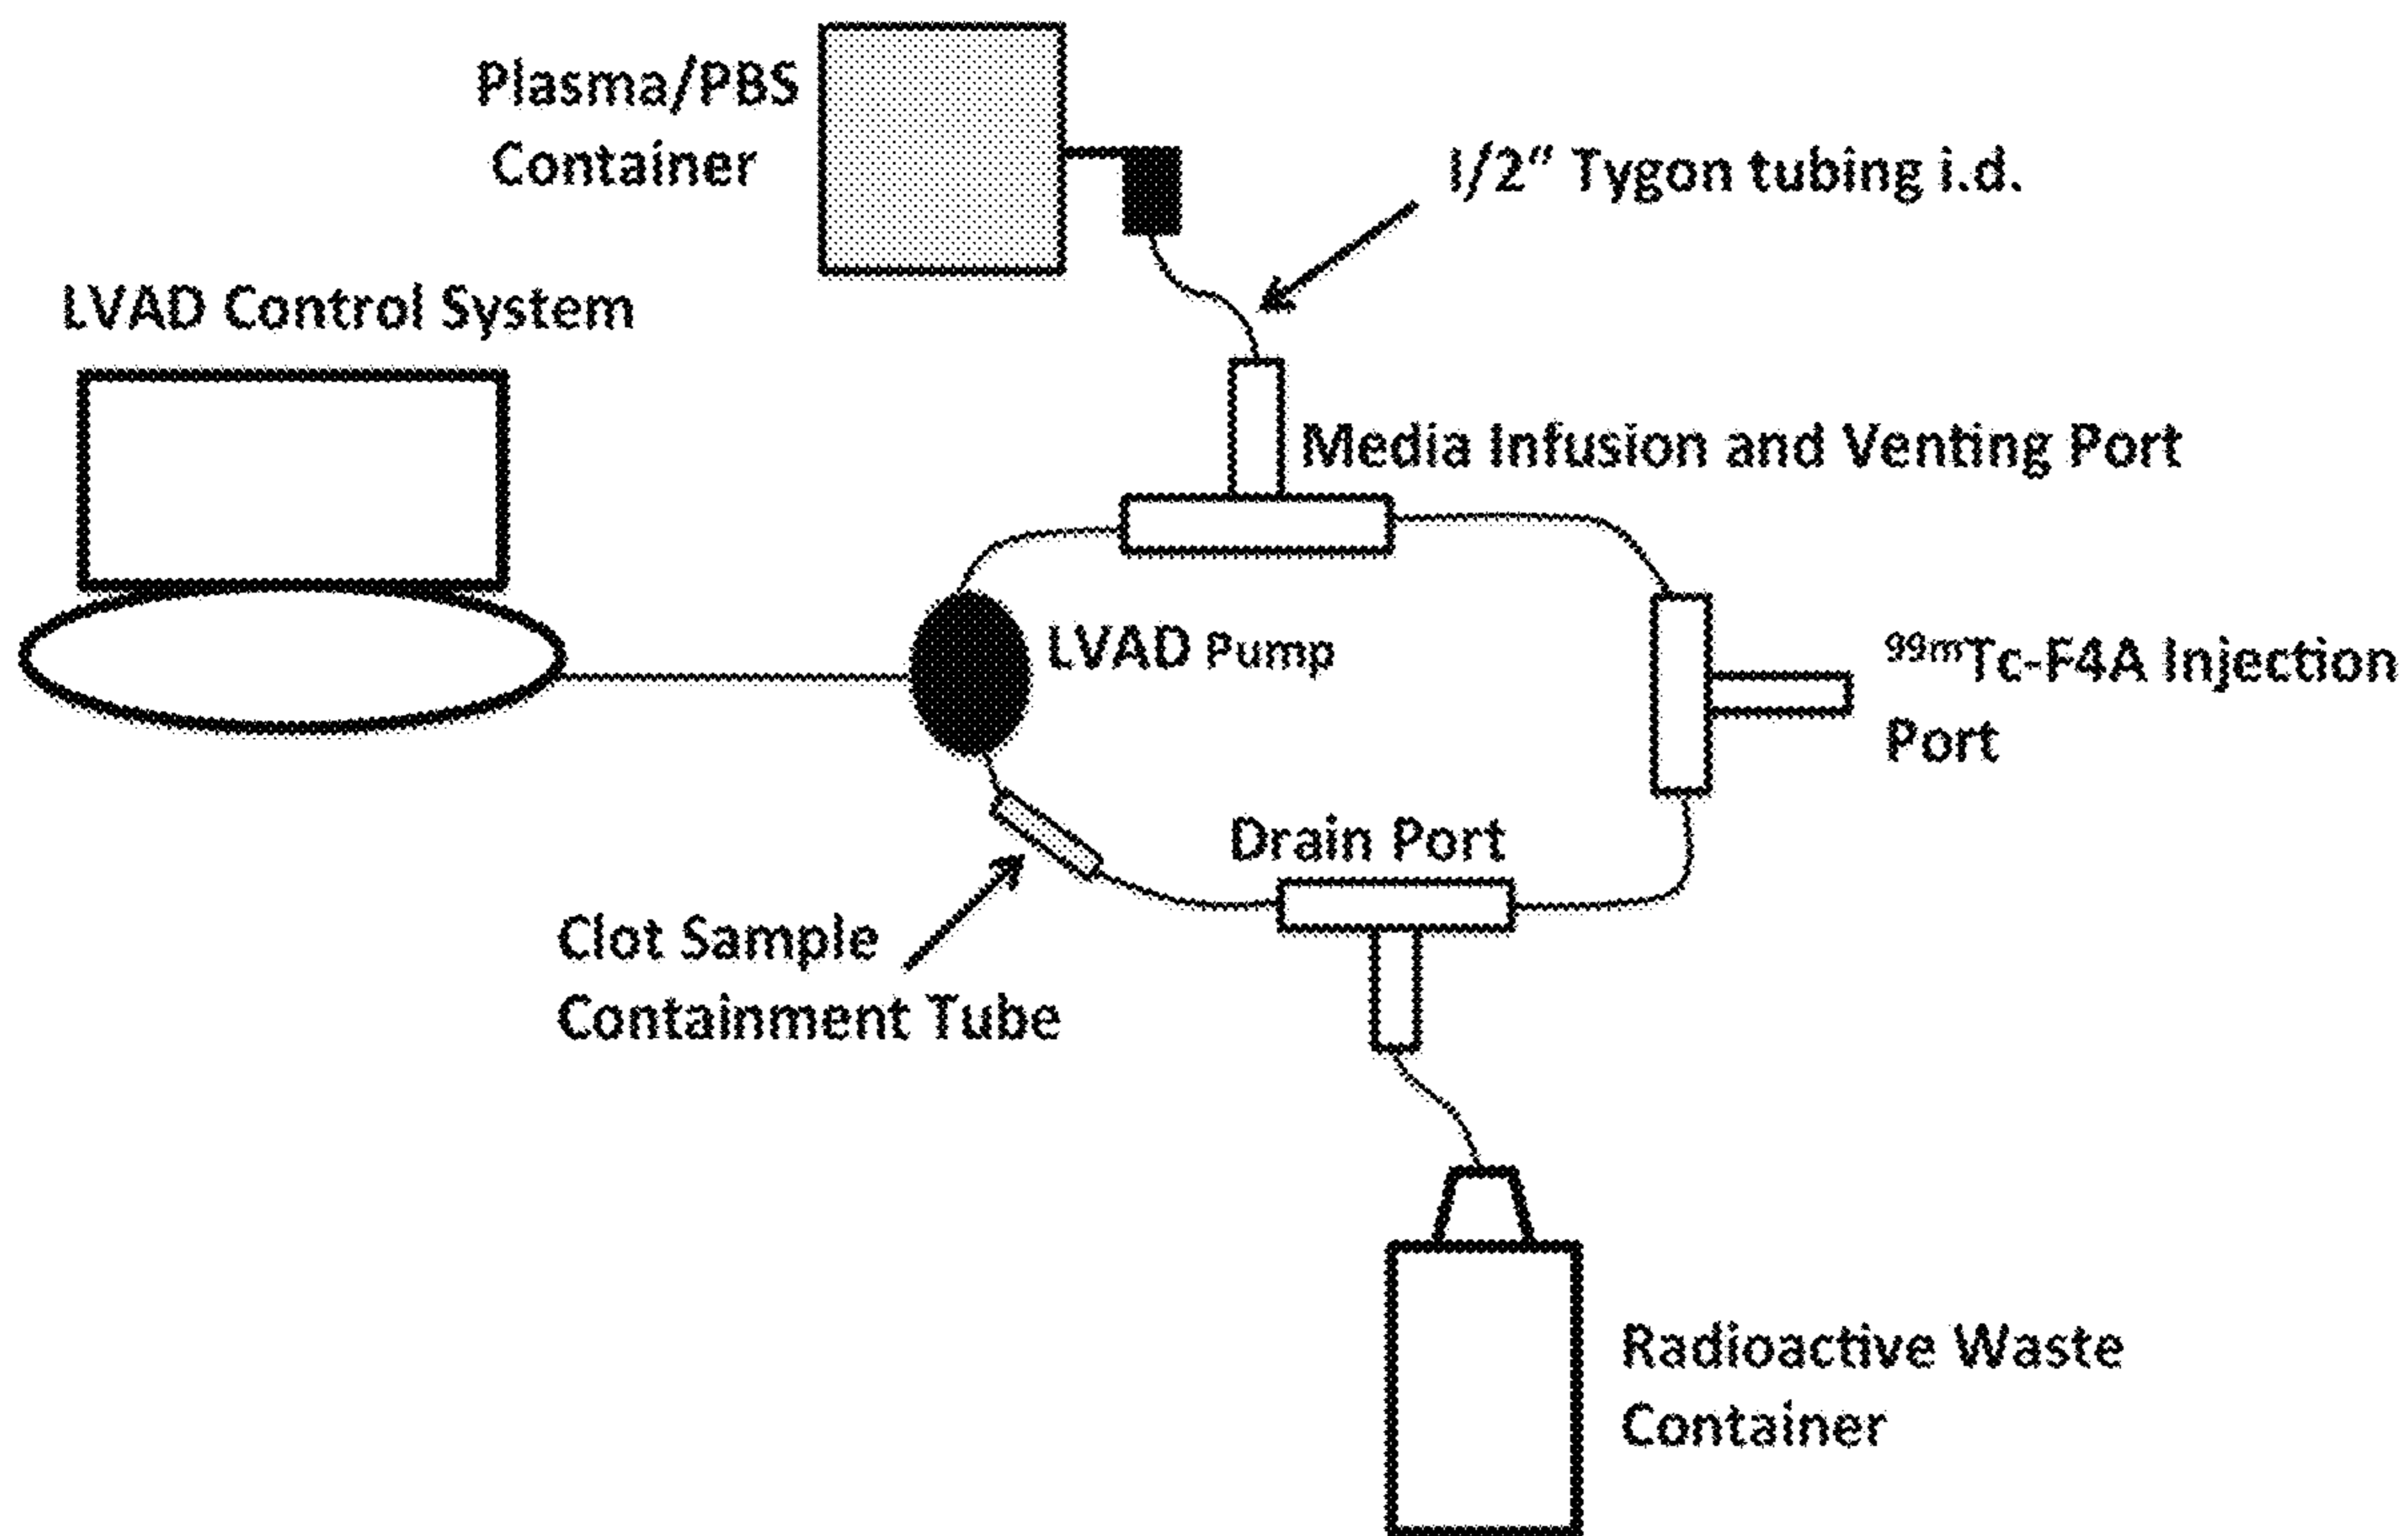 Plasma/PBS
Container
I/2" Tygon tubing i.d.
LVAD Control System
Media Infusion and Venting Port
LVAD Pump
99mTc-F4A Injection
Port
Drain Port
Clot Sample
Containment Tube
Radioactive Waste
Container